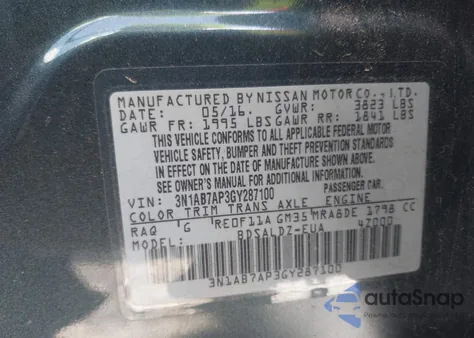 MANUFACTURED BY NISSAN MOTOR CO., LTD.
DATE: 05/16 GVWR: 3823 LBS
GAWR FR: 1995 LBS GAWR RR: 1841 LBS
THIS VEHICLE CONFORMS TO ALL APPLICABLE FEDERAL MOTOR
VEHICLE SAFETY, BUMPER AND THEFT PREVENTION STANDARDS
IN EFFECT ON THE DATE OF MANUFACTURE SHOWN ABOVE.
SEE OWNER'S MANUAL FOR ADDITIONAL INFORMATION
VIN: 3N1AB7AP3GY287100 PASSENGER CAR
COLOR TRIM TRANS AXLE ENGINE
RAQ G RE0F11A GM35 MRA8DE 1798 CC
MODEL: BDSALDZ-EUA 4Z000
3N1AB7AP3GY287100
autoSnap